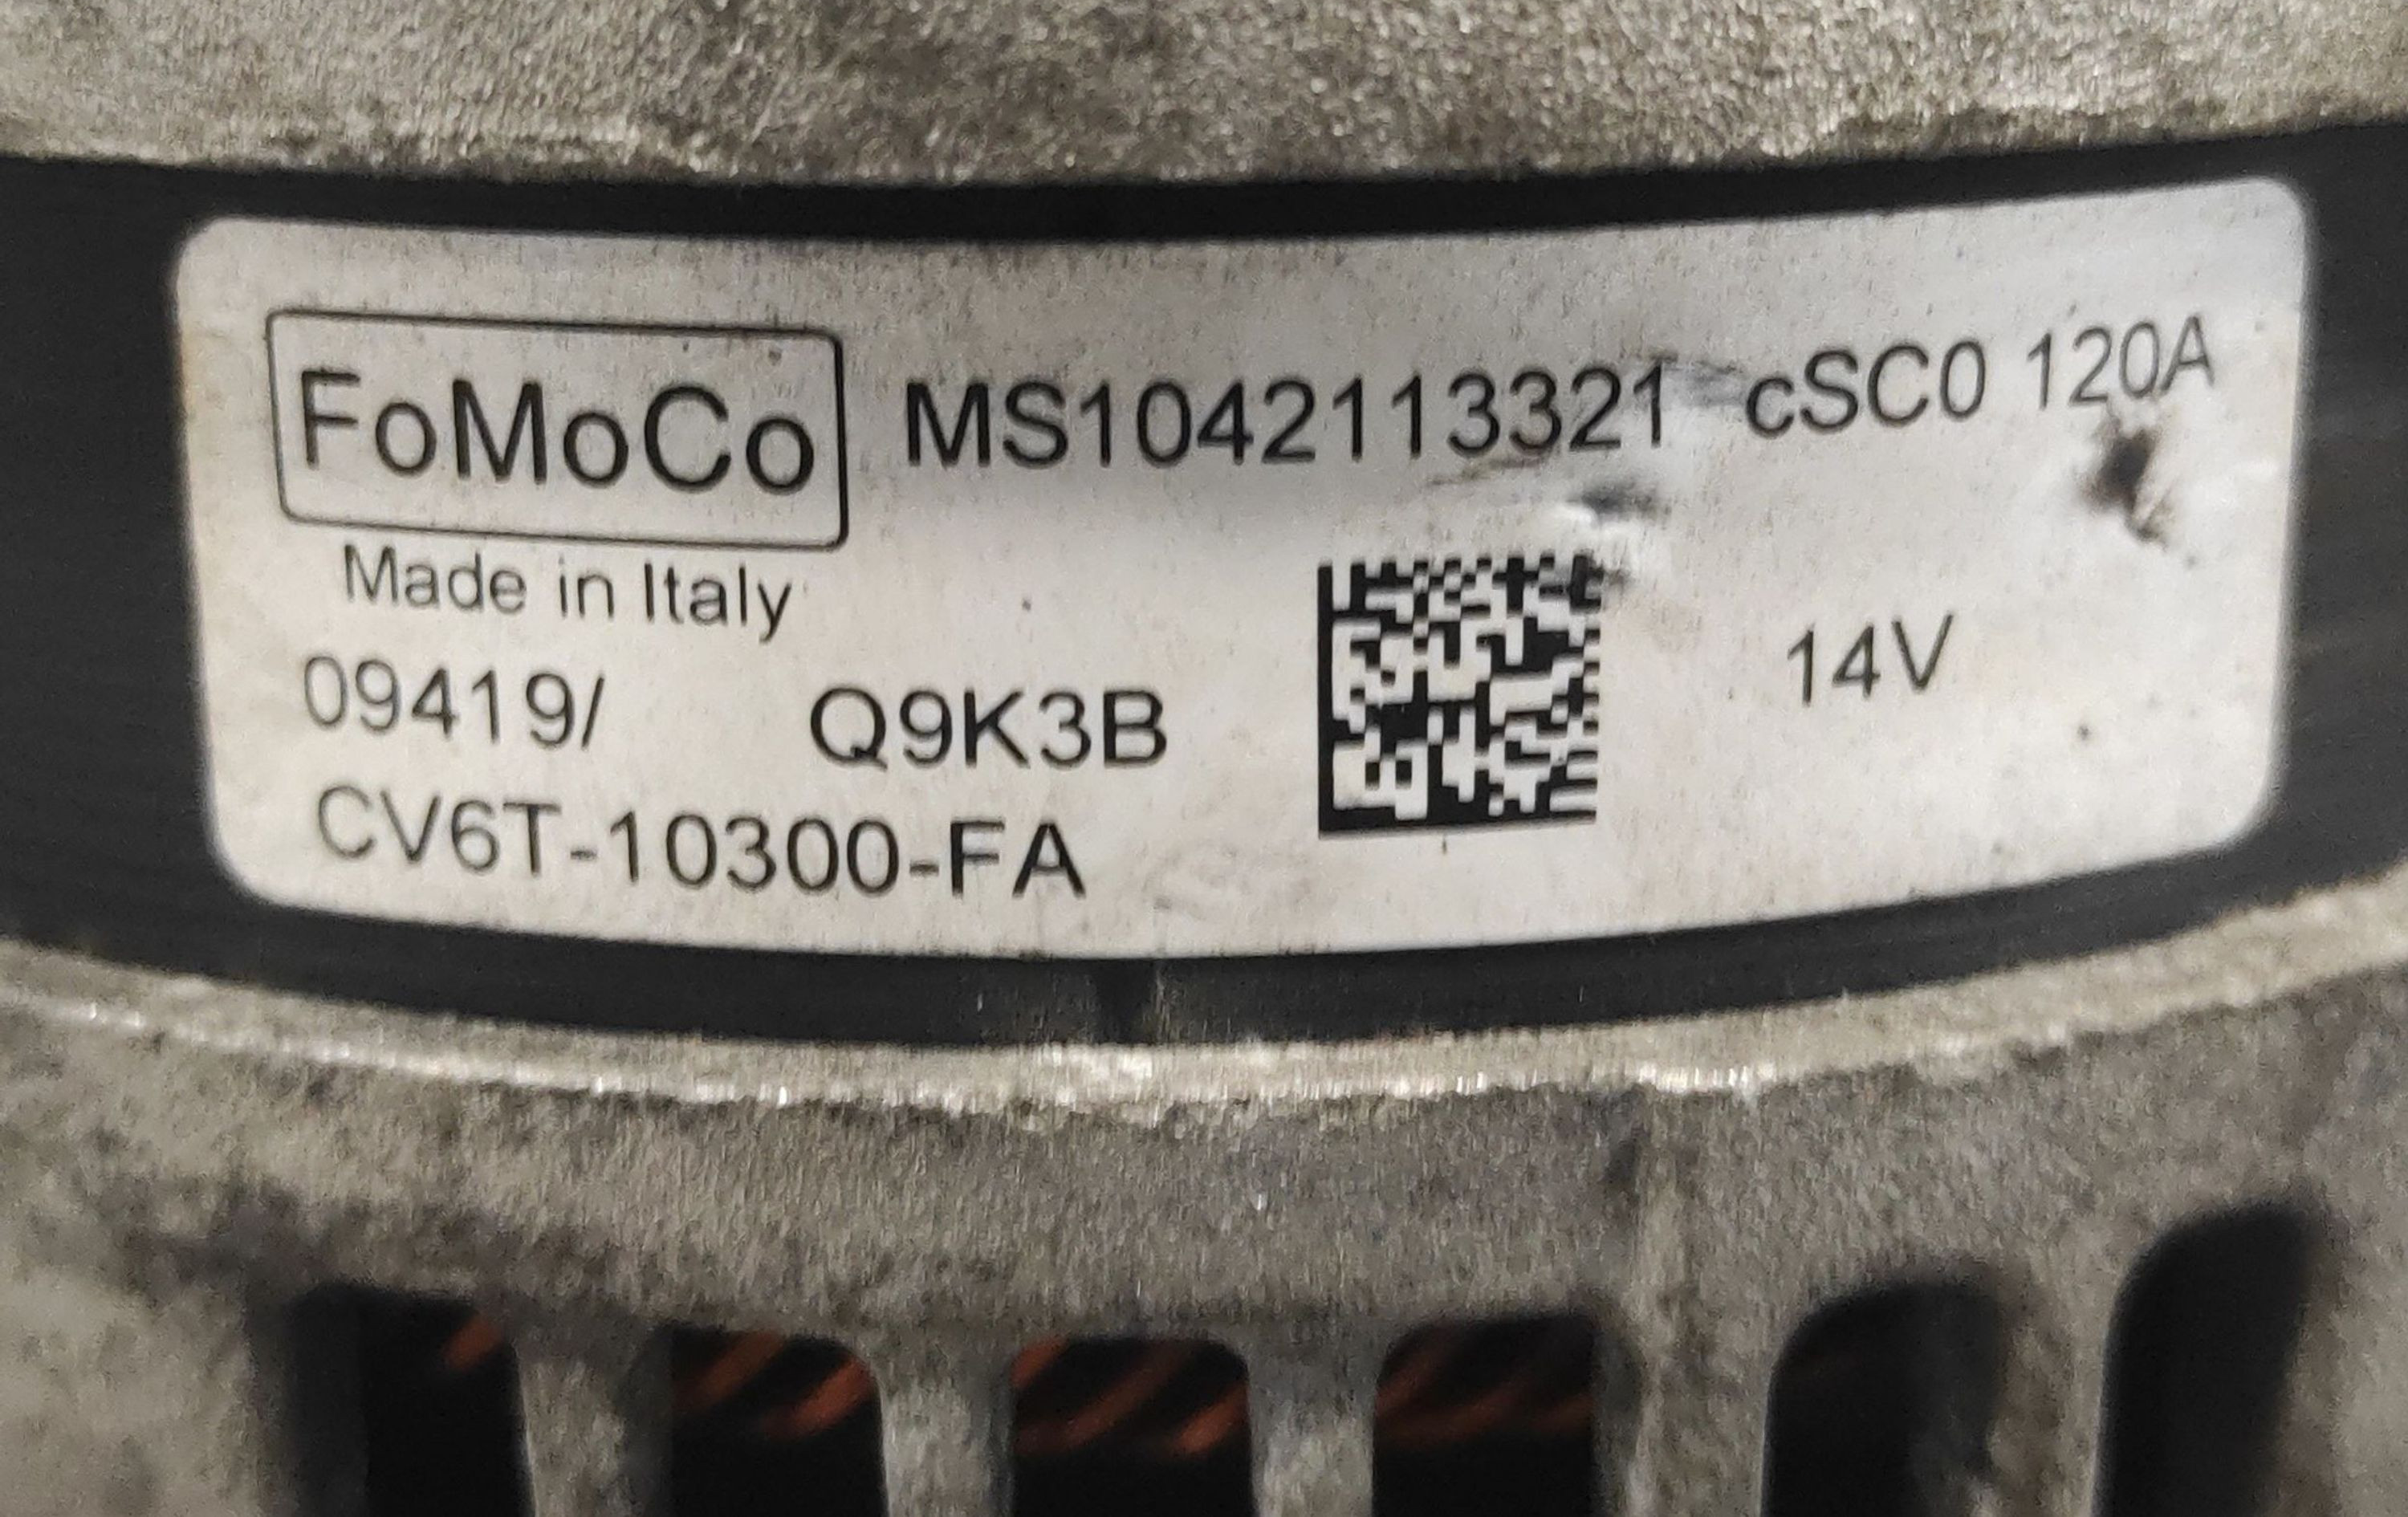 FoMoCo MS1042113321 cSC0 120A
Made in Italy
09419/ Q9K3B 14V
CV6T-10300-FA